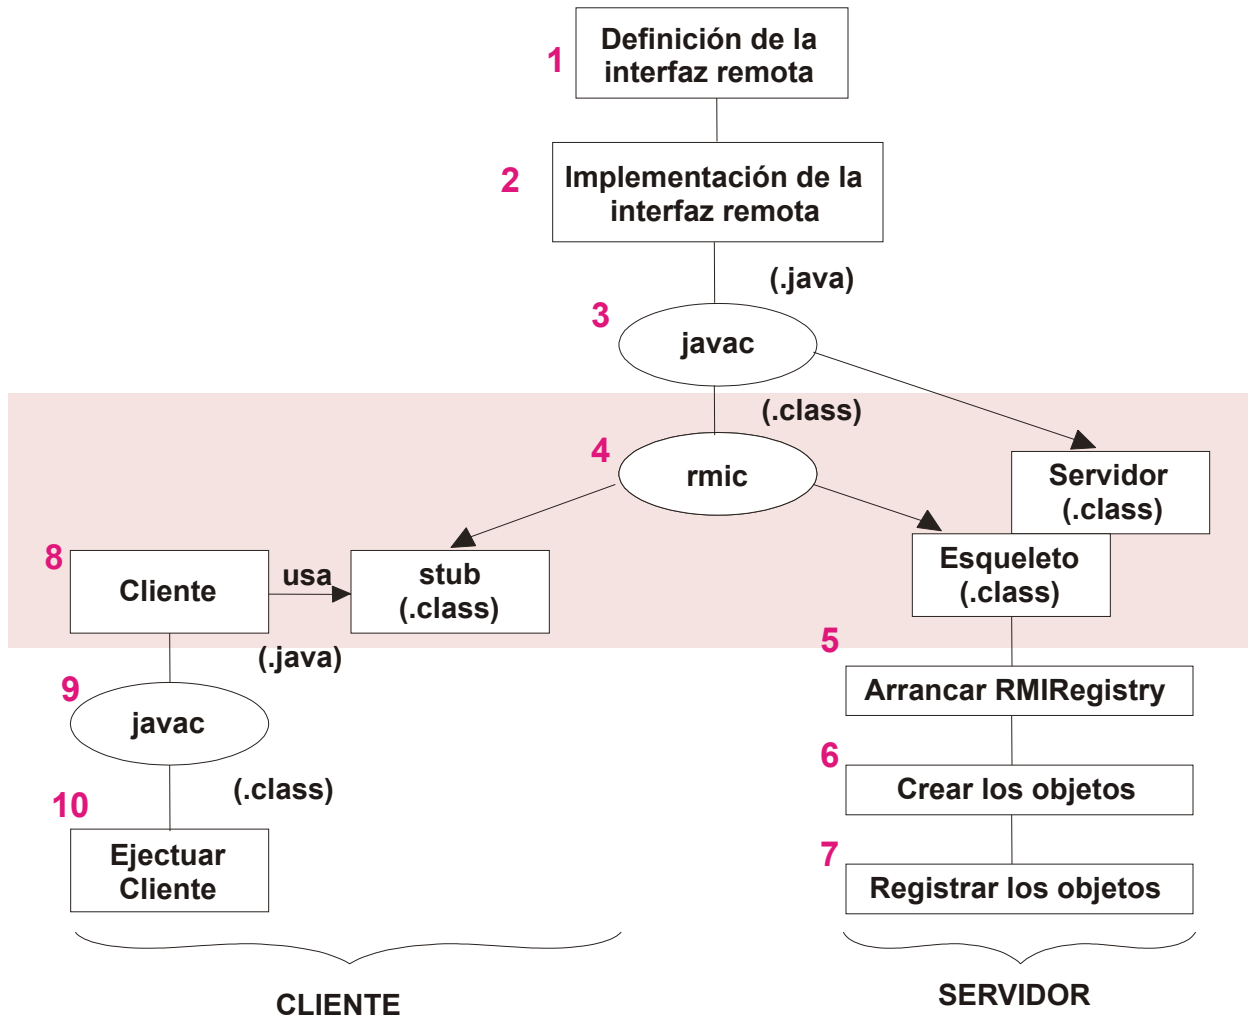 1
Definición de la
interfaz remota
2
Implementación de la
interfaz remota
(.java)
3
javac
(.class)
4
rmic
Servidor
(.class)
8
Cliente
usa
stub
(.class)
Esqueleto
(.class)
(.java)
5
Arrancar RMIRegistry
9
javac
6
Crear los objetos
(.class)
10
Ejectuar
Cliente
7
Registrar los objetos
CLIENTE
SERVIDOR